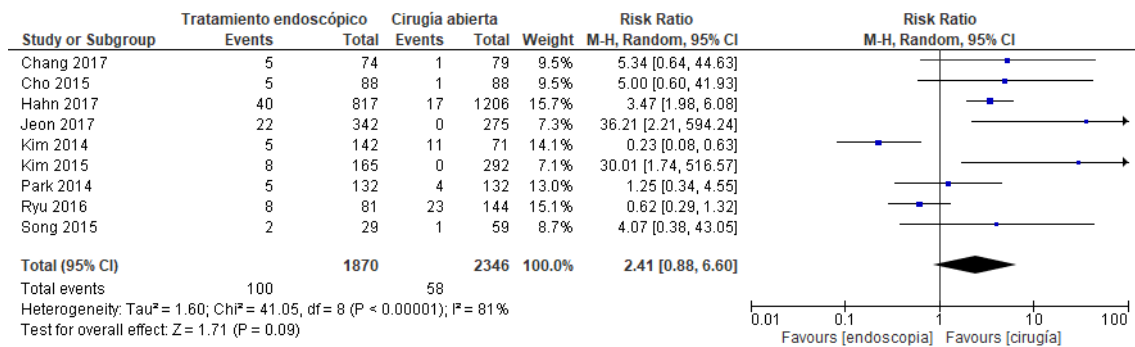 Tratamiento endoscópico Cirugía abierta Risk Ratio Risk Ratio
Study or Subgroup Events Total Events Total Weight M-H, Random, 95% CI M-H, Random, 95% CI
Chang 2017 5 74 1 79 9.5% 5.34 [0.64, 44.63]
Cho 2015 5 88 1 88 9.5% 5.00 [0.60, 41.93]
Hahn 2017 40 817 17 1206 15.7% 3.47 [1.98, 6.08]
Jeon 2017 22 342 0 275 7.3% 36.21 [2.21, 594.24]
Kim 2014 5 142 11 71 14.1% 0.23 [0.08, 0.63]
Kim 2015 8 165 0 292 7.1% 30.01 [1.74, 516.57]
Park 2014 5 132 4 132 13.0% 1.25 [0.34, 4.55]
Ryu 2016 8 81 23 144 15.1% 0.62 [0.29, 1.32]
Song 2015 2 29 1 59 8.7% 4.07 [0.38, 43.05]
Total (95% CI) 1870 2346 100.0% 2.41 [0.88, 6.60]
Total events 100 58
Heterogeneity: Tau² = 1.60; Chi² = 41.05, df = 8 (P < 0.00001); I² = 81%
Test for overall effect: Z = 1.71 (P = 0.09)
0.01 0.1 1 10 100
Favours [endoscopia] Favours [cirugía]